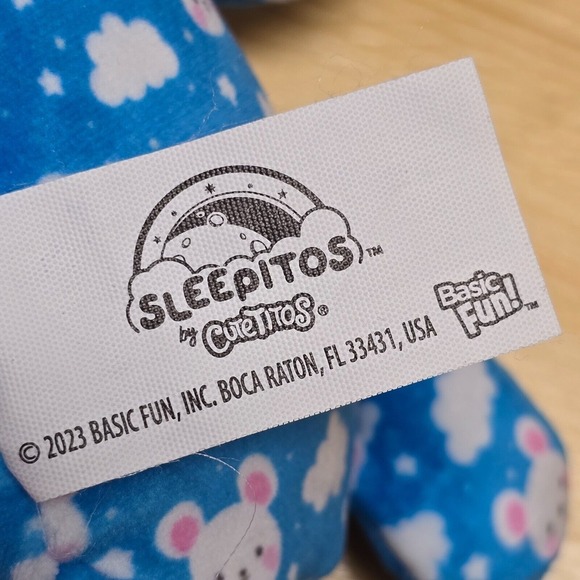 SLEEPITOS™
by CUTETITOS®
Basic
Fun!™
© 2023 BASIC FUN, INC. BOCA RATON, FL 33431, USA